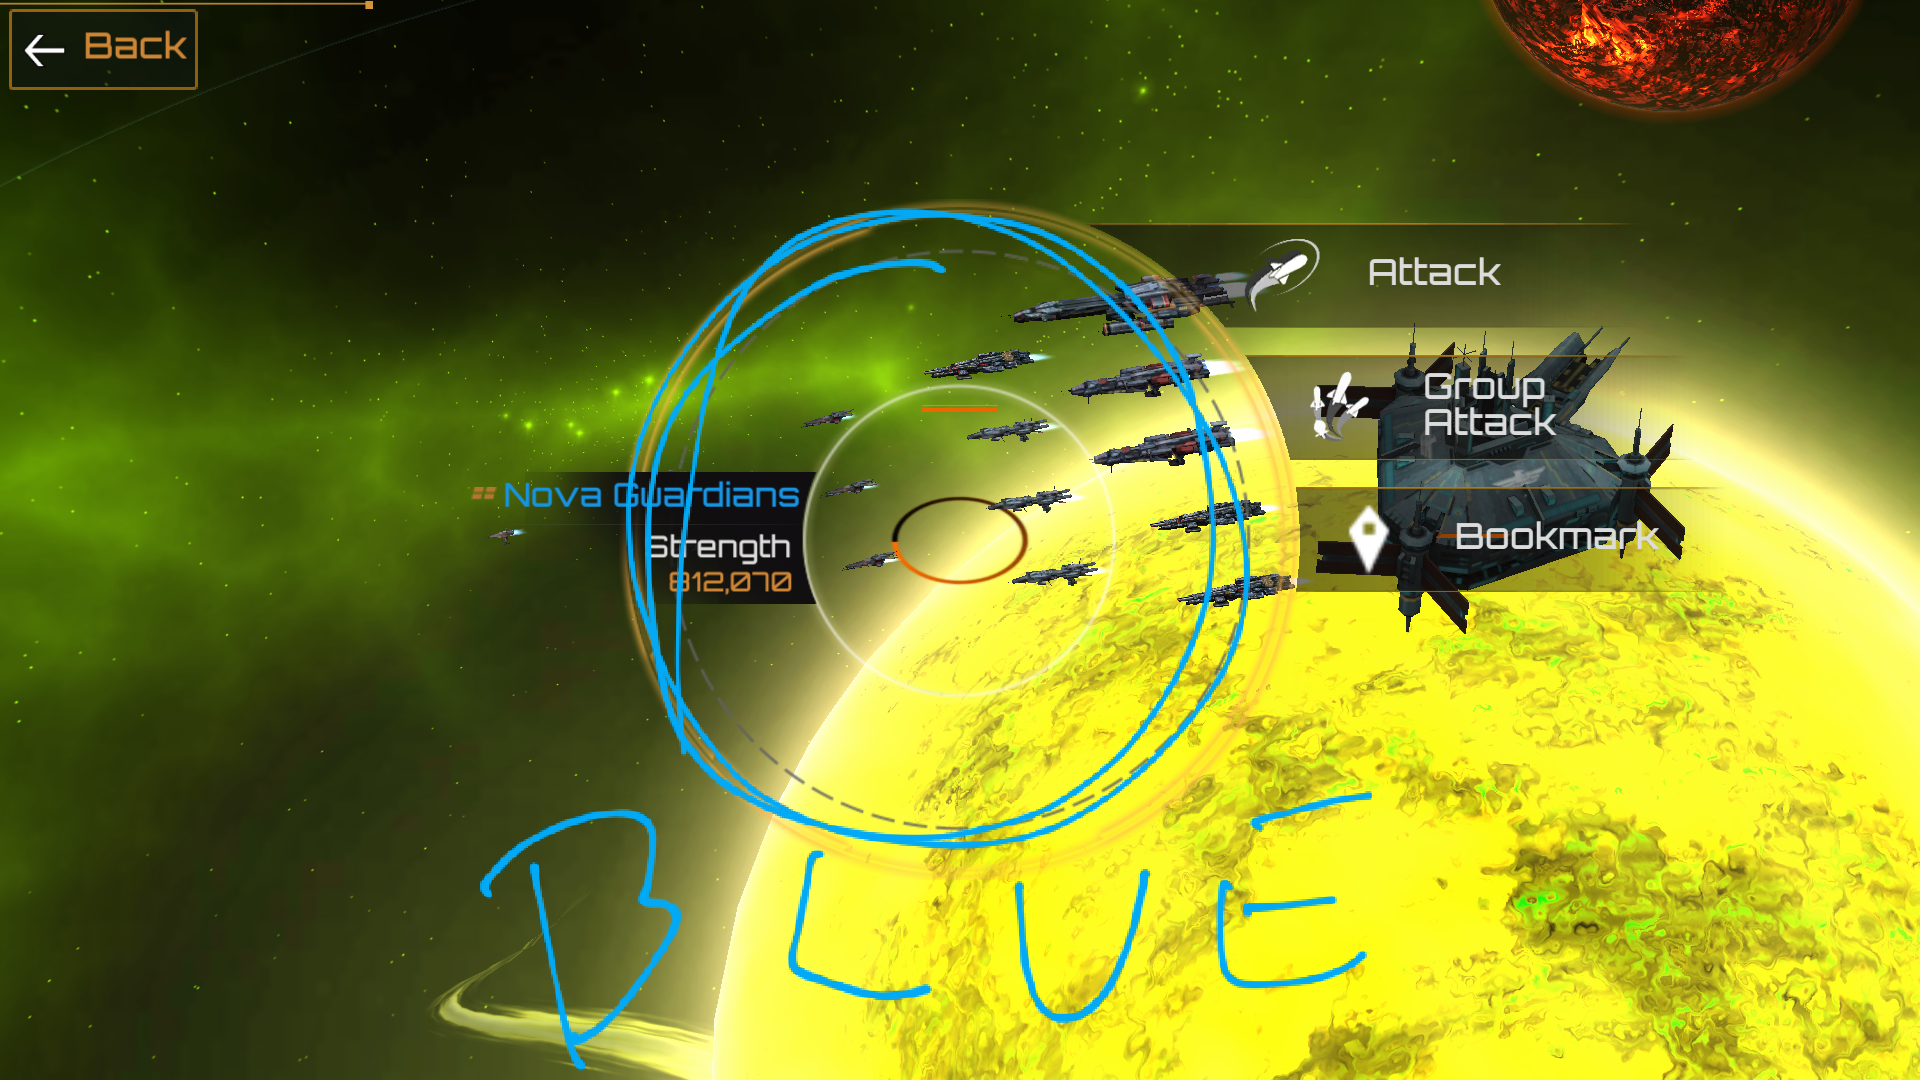 Back
Attack
Group
Attack
Nova Guardians
Strength
812,070
Bookmark
BLUE